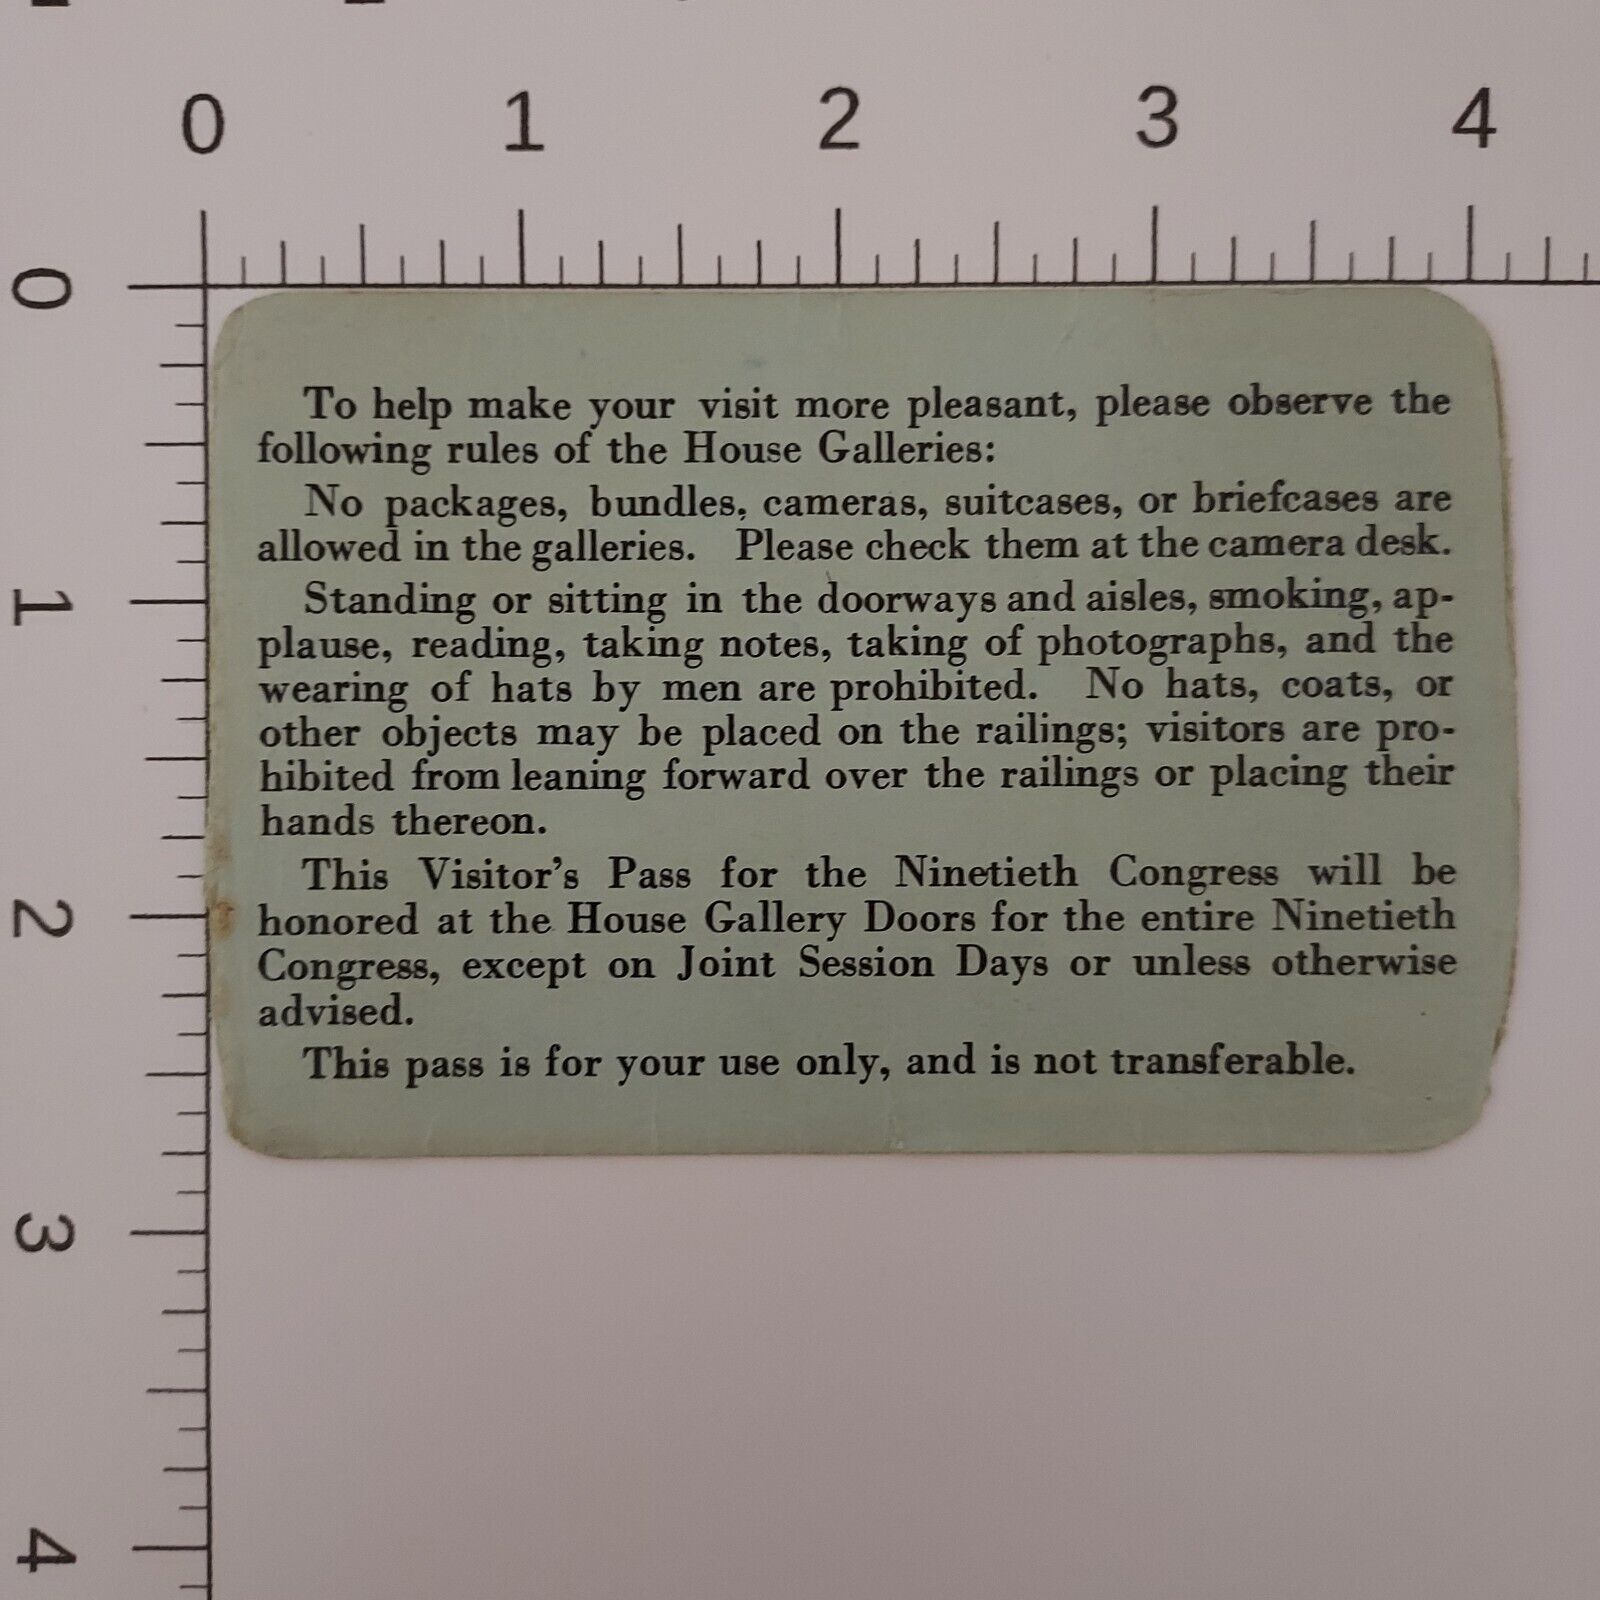 0 1 2 3 4
0
To help make your visit more pleasant, please observe the
following rules of the House Galleries:
No packages, bundles, cameras, suitcases, or briefcases are
allowed in the galleries. Please check them at the camera desk.
1
Standing or sitting in the doorways and aisles, smoking, ap-
plause, reading, taking notes, taking of photographs, and the
wearing of hats by men are prohibited. No hats, coats, or
other objects may be placed on the railings; visitors are pro-
hibited from leaning forward over the railings or placing their
hands thereon.
This Visitor's Pass for the Ninetieth Congress will be
2
honored at the House Gallery Doors for the entire Ninetieth
Congress, except on Joint Session Days or unless otherwise
advised.
This pass is for your use only, and is not transferable.
3
4